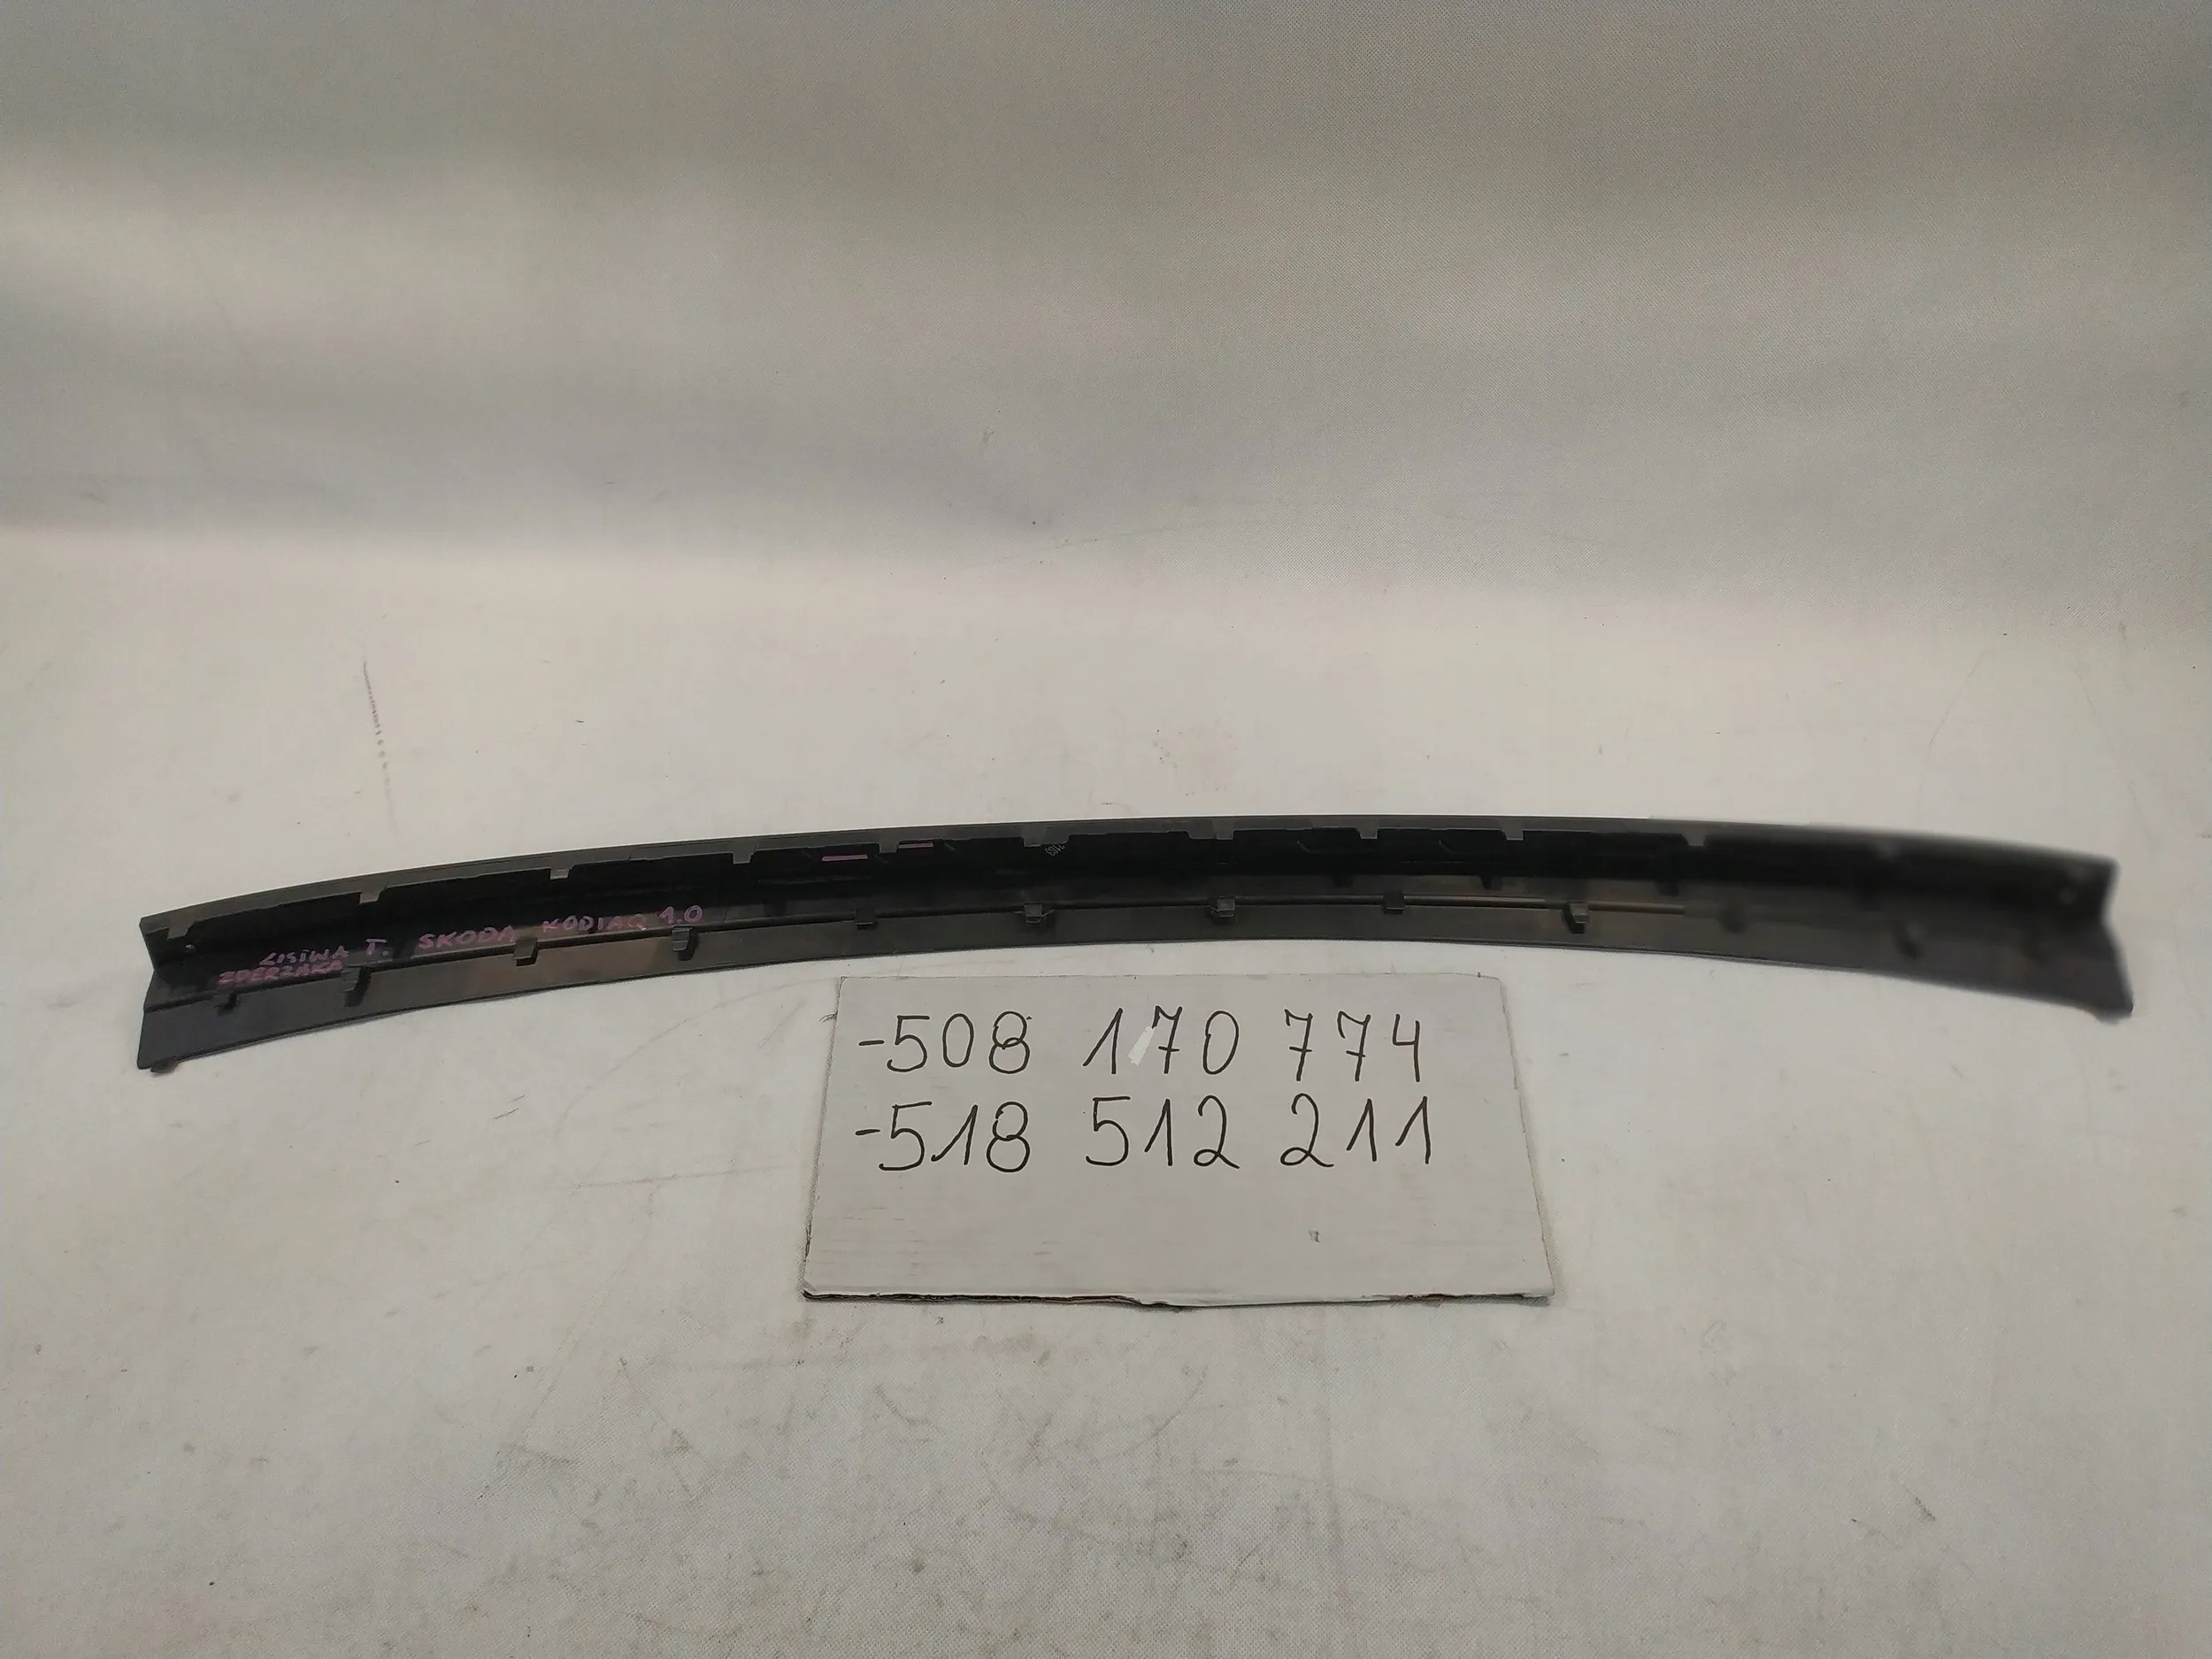 LISTWA T. SKODA KODIAQ 1.0
ZDERZAKA
-508 170 774
-518 512 211